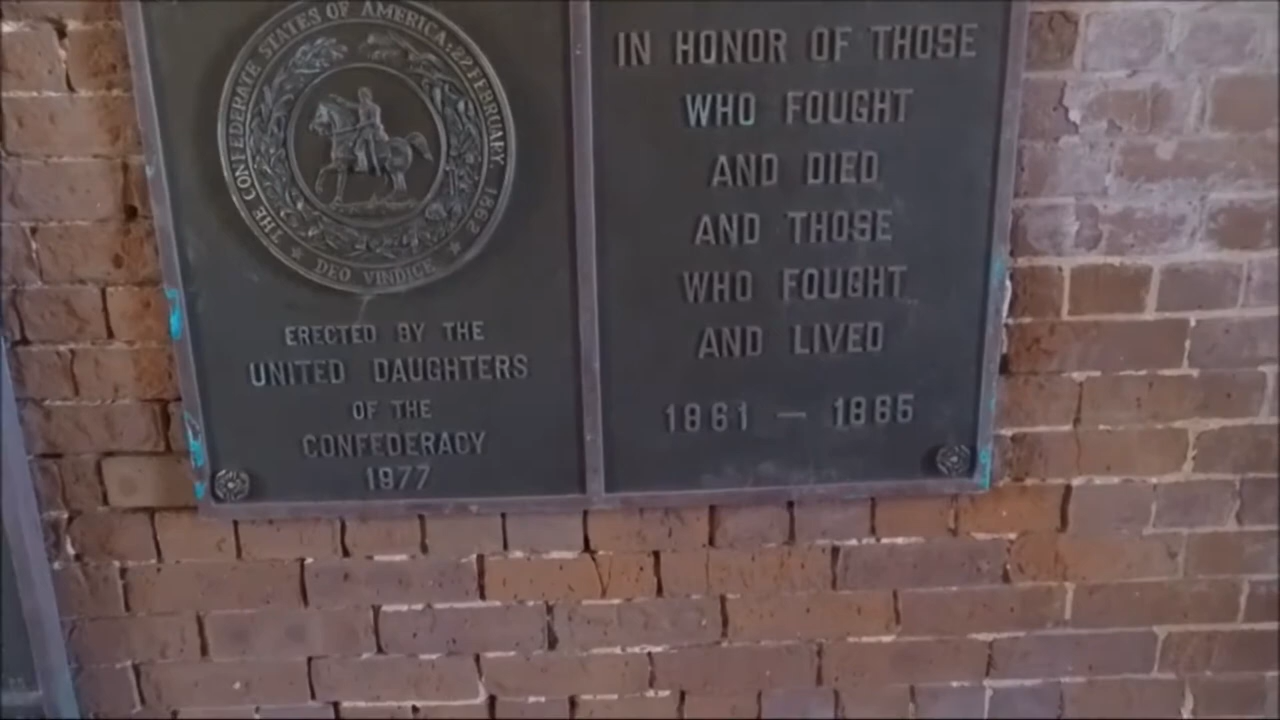 THE CONFEDERATE STATES OF AMERICA: 22 FEBRUARY, 1862
DEO VINDICE
ERECTED BY THE
UNITED DAUGHTERS
OF THE
CONFEDERACY
1977
IN HONOR OF THOSE
WHO FOUGHT
AND DIED
AND THOSE
WHO FOUGHT
AND LIVED
1861 — 1865